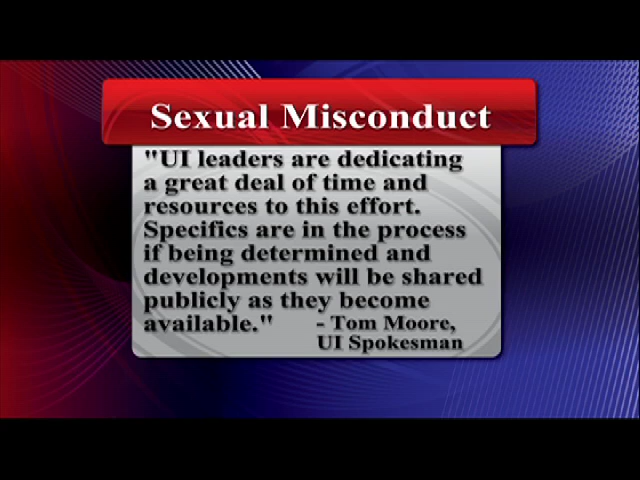 Sexual Misconduct
"UI leaders are dedicating
a great deal of time and
resources to this effort.
Specifics are in the process
if being determined and
developments will be shared
publicly as they become
available."
- Tom Moore,
UI Spokesman